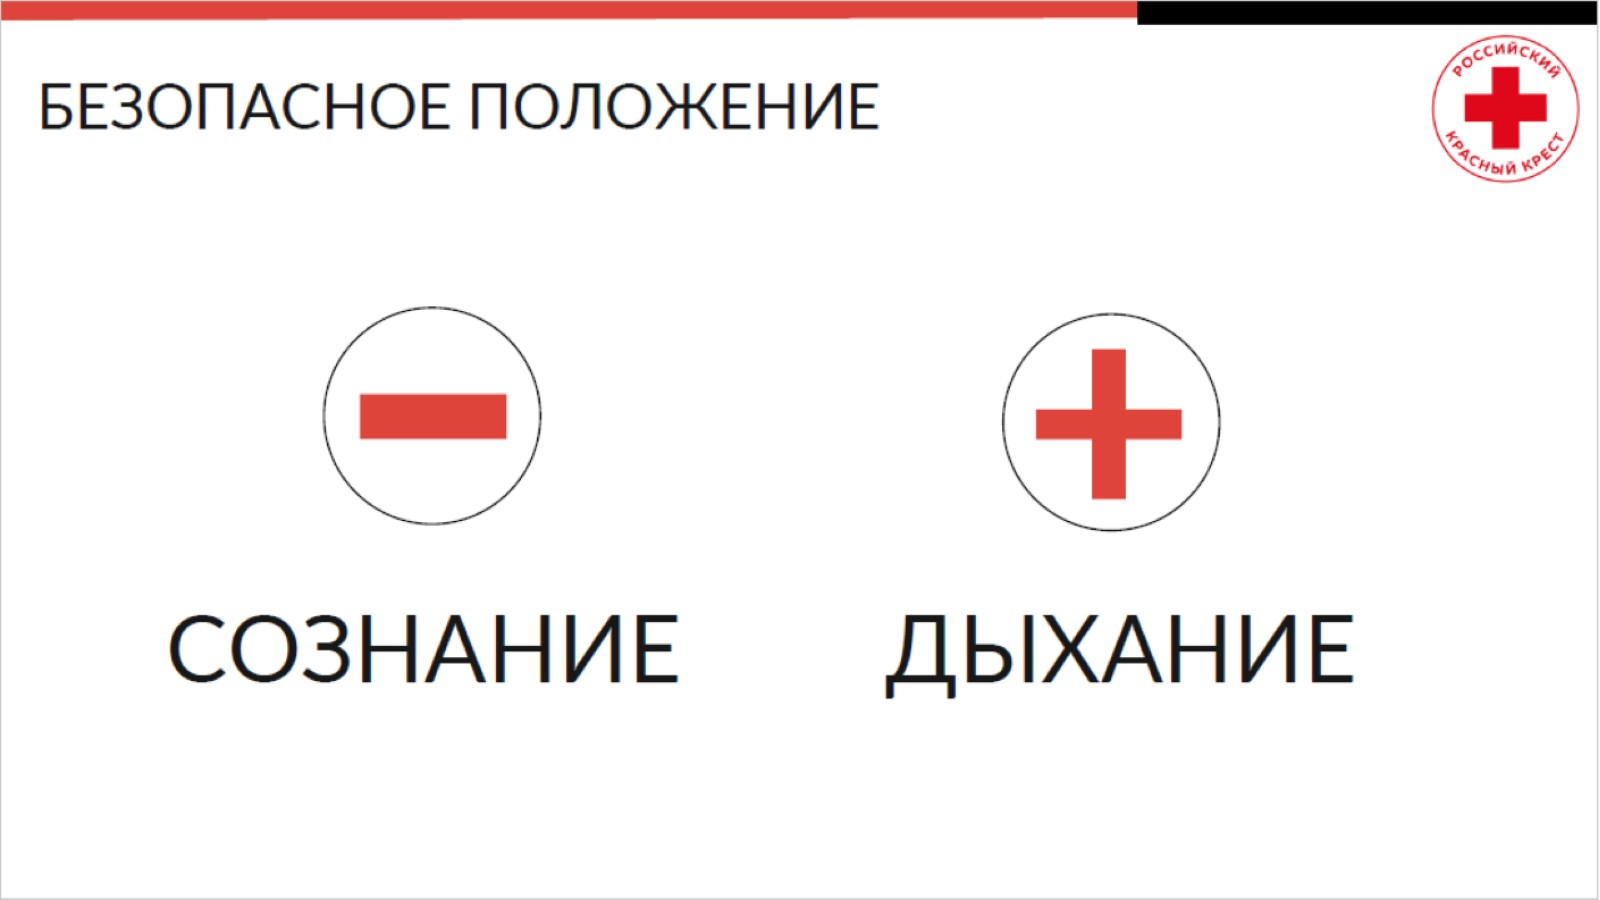 БЕЗОПАСНОЕ ПОЛОЖЕНИЕ
РОССИЙСКИЙ
КРАСНЫЙ КРЕСТ
СОЗНАНИЕ
ДЫХАНИЕ